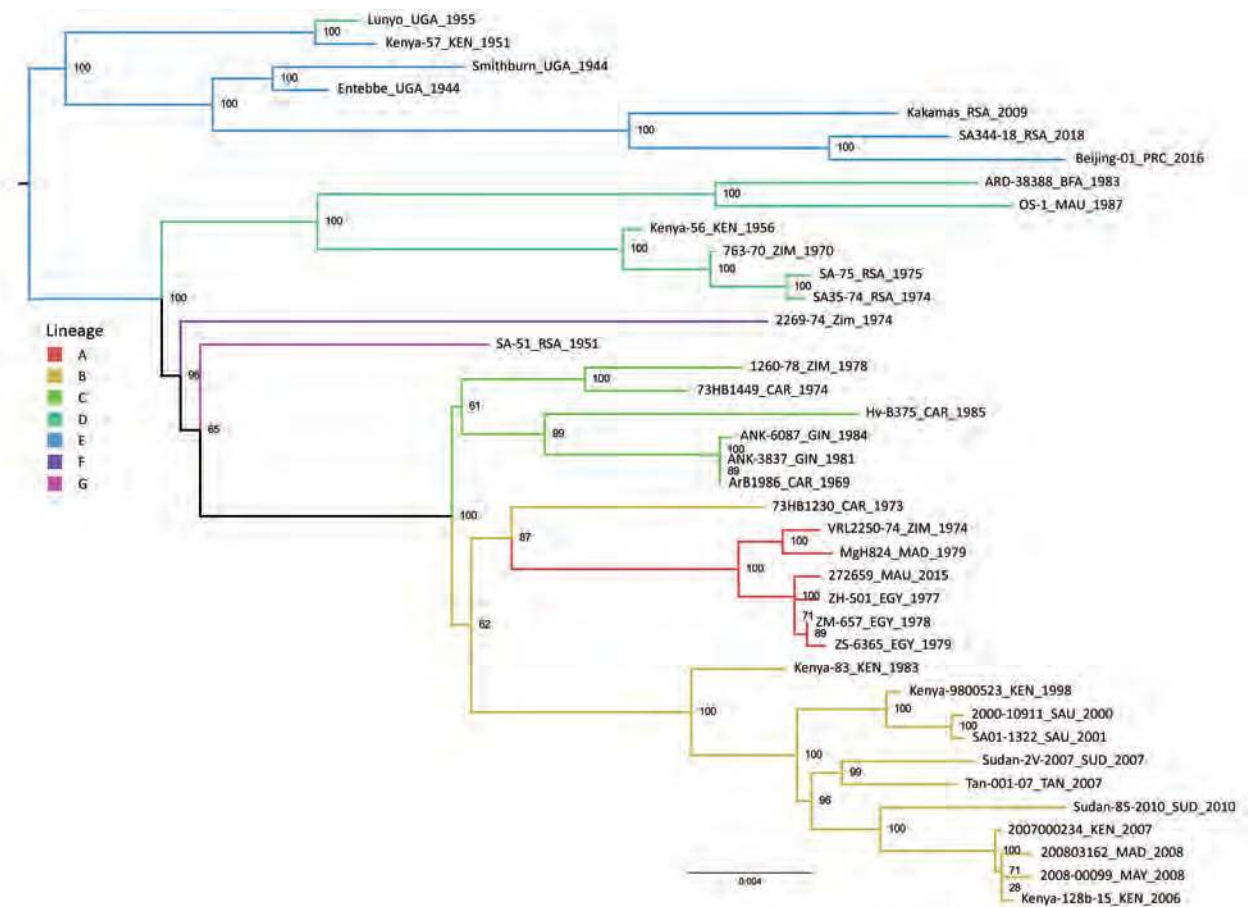 Lunyo_UGA_1955
100
Kenya-57_KEN_1951
100
Smithburn_UGA_1944
100
Entebbe_UGA_1944
100
Kakamas_RSA_2009
100
SA344-18_RSA_2018
100
Beijing-01_PRC_2016
ARD-38388_BFA_1983
100
OS-1_MAU_1987
100
Kenya-56_KEN_1956
100
763-70_ZIM_1970
100
SA-75_RSA_1975
100
SA35-74_RSA_1974
100
2269-74_Zim_1974
Lineage
A
B
C
D
E
F
G
SA-51_RSA_1951
96
1260-78_ZIM_1978
100
73HB1449_CAR_1974
61
Hv-B375_CAR_1985
65
99
ANK-6087_GIN_1984
100
ANK-3837_GIN_1981
89
ArB1986_CAR_1969
100
73HB1230_CAR_1973
87
VRL2250-74_ZIM_1974
100
MgH824_MAD_1979
100
272659_MAU_2015
100
ZH-501_EGY_1977
71
ZM-657_EGY_1978
89
ZS-6365_EGY_1979
62
Kenya-83_KEN_1983
100
Kenya-9800523_KEN_1998
100
2000-10911_SAU_2000
100
SA01-1322_SAU_2001
100
Sudan-2V-2007_SUD_2007
99
Tan-001-07_TAN_2007
96
Sudan-85-2010_SUD_2010
100
2007000234_KEN_2007
100
200803162_MAD_2008
71
2008-00099_MAY_2008
28
Kenya-128b-15_KEN_2006
0.004